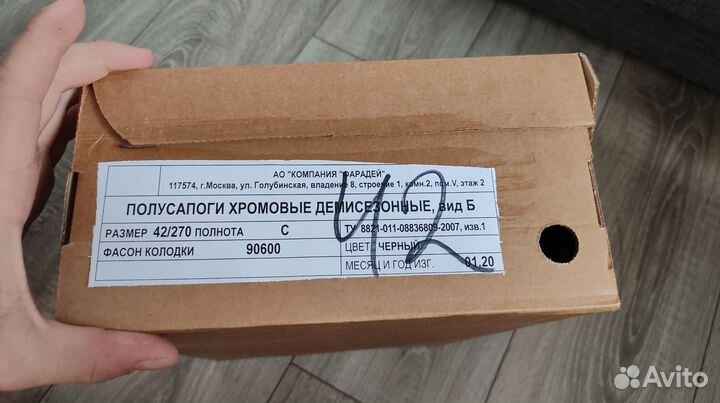 АО "КОМПАНИЯ "ФАРАДЕЙ"
117574, г.Москва, ул. Голубинская, владение 8, строение 1, комн.2, пом.V, этаж 2
ПОЛУСАПОГИ ХРОМОВЫЕ ДЕМИСЕЗОННЫЕ, вид Б
РАЗМЕР 42/270 ПОЛНОТА С ТУ 8821-011-08836809-2007, изв.1
ФАСОН КОЛОДКИ 90600 ЦВЕТ ЧЕРНЫЙ
МЕСЯЦ И ГОД ИЗГ. 01.20
42
Avito